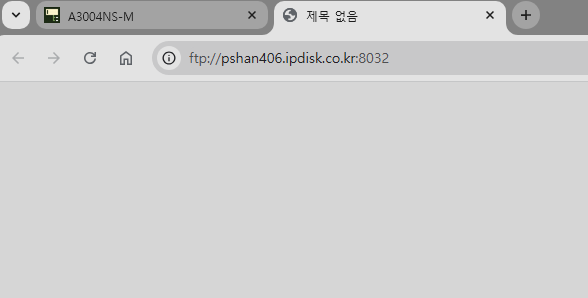 A3004NS-M
제목 없음
ftp://pshan406.ipdisk.co.kr:8032